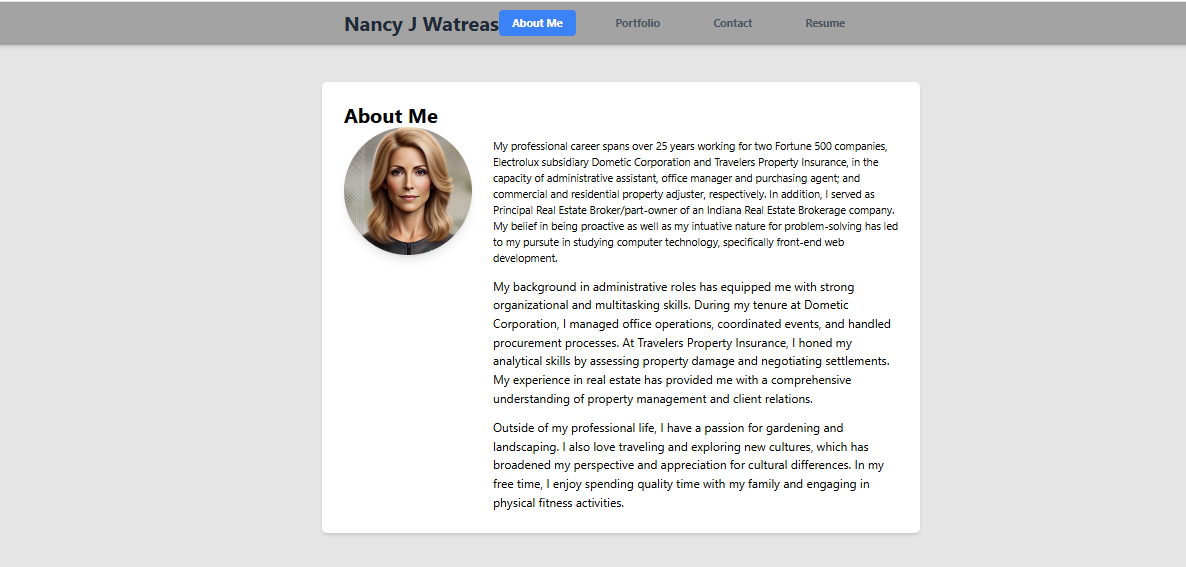 Nancy J Watreas About Me Portfolio Contact Resume
About Me
My professional career spans over 25 years working for two Fortune 500 companies,
Electrolux subsidiary Dometic Corporation and Travelers Property Insurance, in the
capacity of administrative assistant, office manager and purchasing agent; and
commercial and residential property adjuster, respectively. In addition, I served as
Principal Real Estate Broker/part-owner of an Indiana Real Estate Brokerage company.
My belief in being proactive as well as my intuative nature for problem-solving has led
to my pursute in studying computer technology, specifically front-end web
development.
My background in administrative roles has equipped me with strong
organizational and multitasking skills. During my tenure at Dometic
Corporation, I managed office operations, coordinated events, and handled
procurement processes. At Travelers Property Insurance, I honed my
analytical skills by assessing property damage and negotiating settlements.
My experience in real estate has provided me with a comprehensive
understanding of property management and client relations.
Outside of my professional life, I have a passion for gardening and
landscaping. I also love traveling and exploring new cultures, which has
broadened my perspective and appreciation for cultural differences. In my
free time, I enjoy spending quality time with my family and engaging in
physical fitness activities.